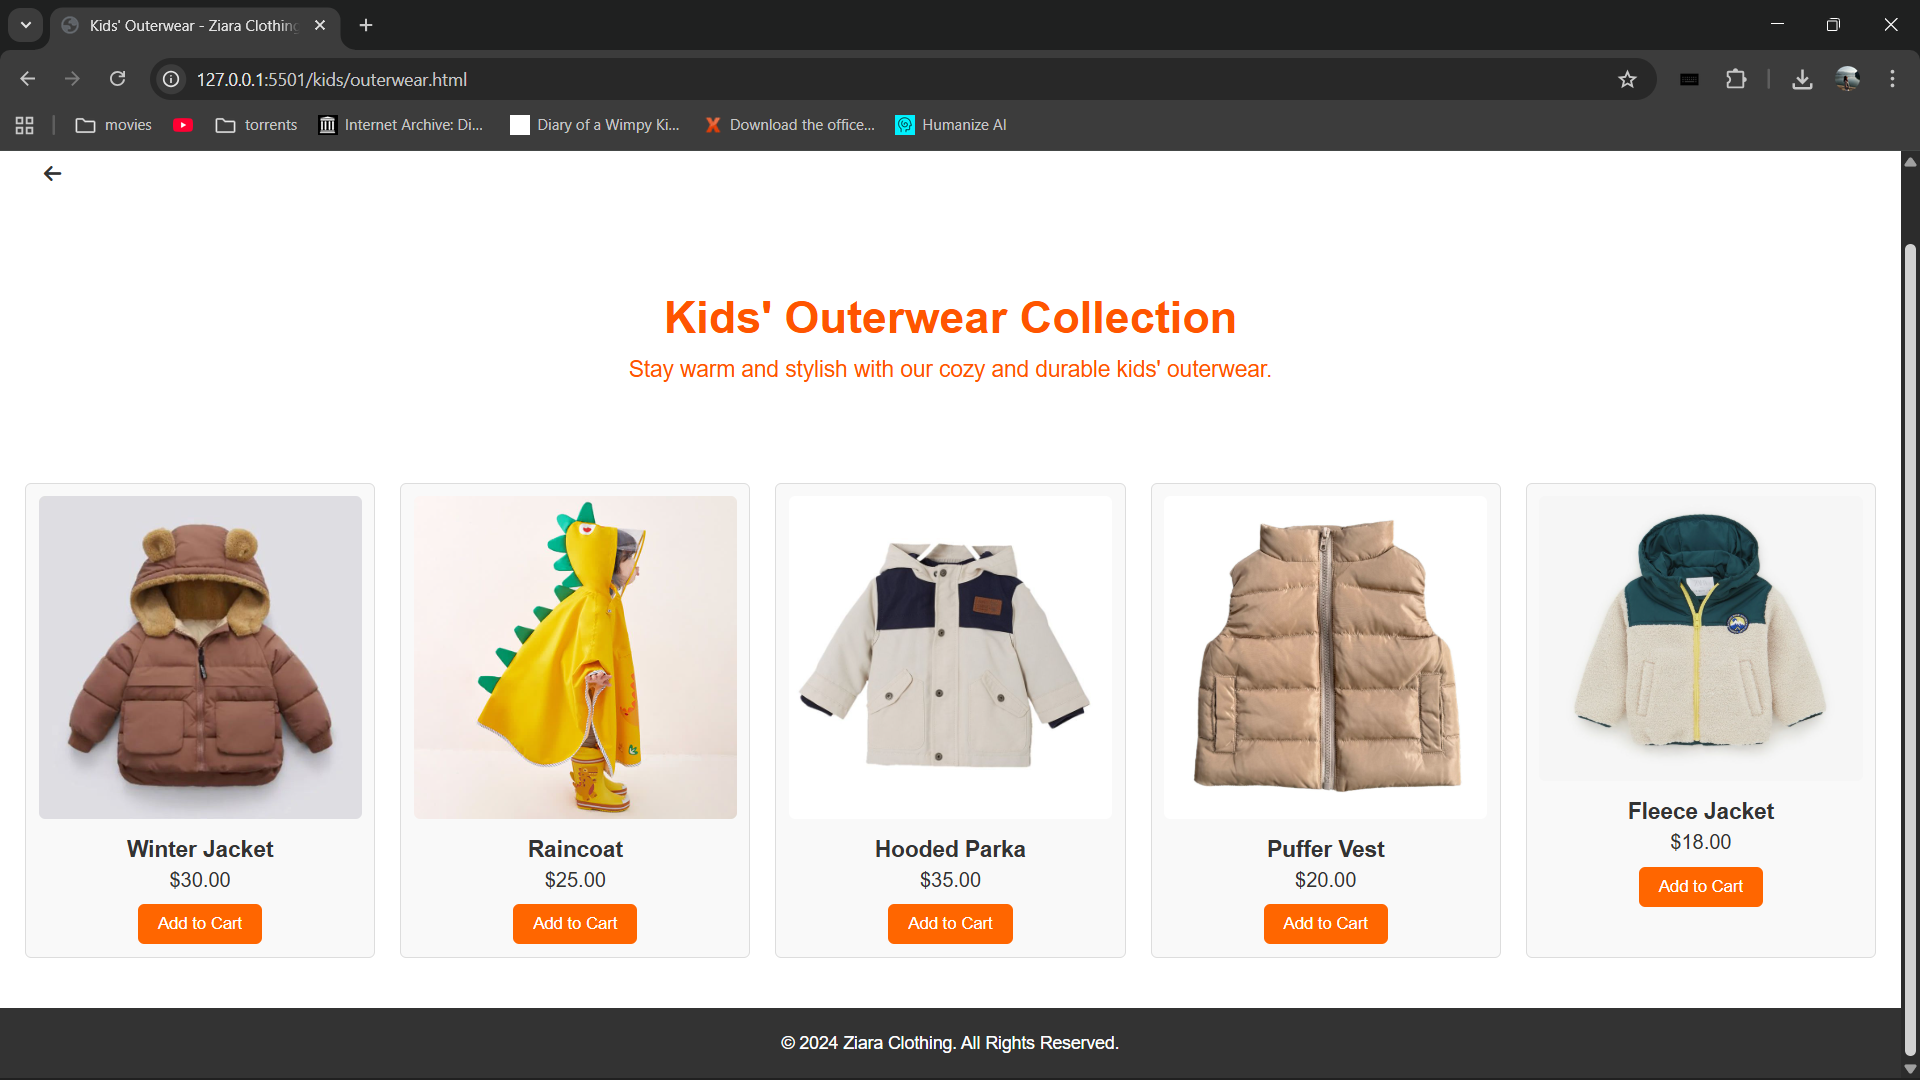 Kids' Outerwear - Ziara Clothing
127.0.0.1:5501/kids/outerwear.html
movies
torrents
Internet Archive: Di...
Diary of a Wimpy Ki...
Download the office...
Humanize AI
Kids' Outerwear Collection
Stay warm and stylish with our cozy and durable kids' outerwear.
Winter Jacket
$30.00
Add to Cart
Raincoat
$25.00
Add to Cart
Hooded Parka
$35.00
Add to Cart
Puffer Vest
$20.00
Add to Cart
Fleece Jacket
$18.00
Add to Cart
© 2024 Ziara Clothing. All Rights Reserved.